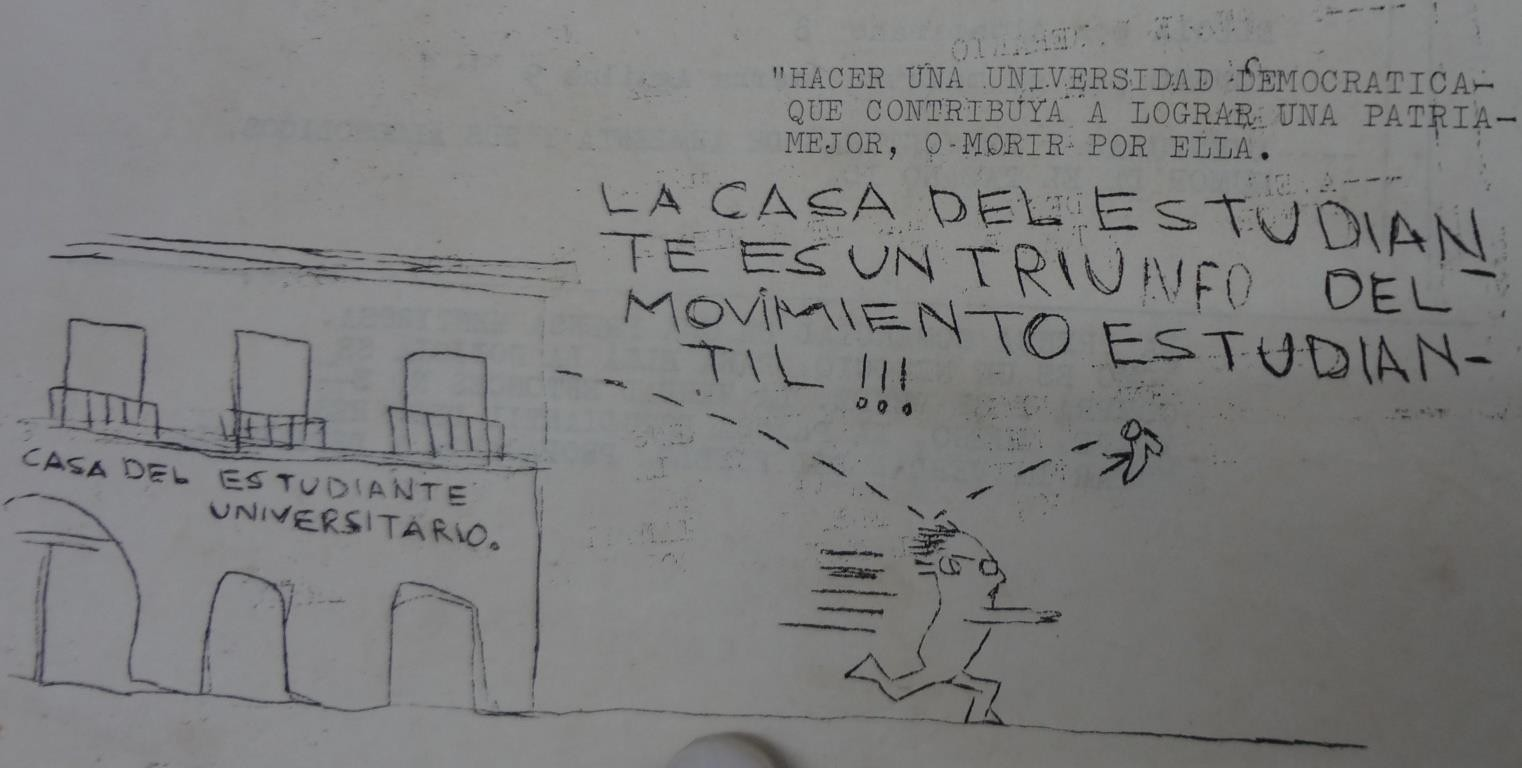 "HACER UNA UNIVERSIDAD DEMOCRATICA-
QUE CONTRIBUYA A LOGRAR UNA PATRIA-
MEJOR, O MORIR POR ELLA.
LA CASA DEL ESTUDIAN-
TE ES UN TRIUNFO DEL
MOVIMIENTO ESTUDIAN-
TIL !!!
CASA DEL ESTUDIANTE
UNIVERSITARIO.